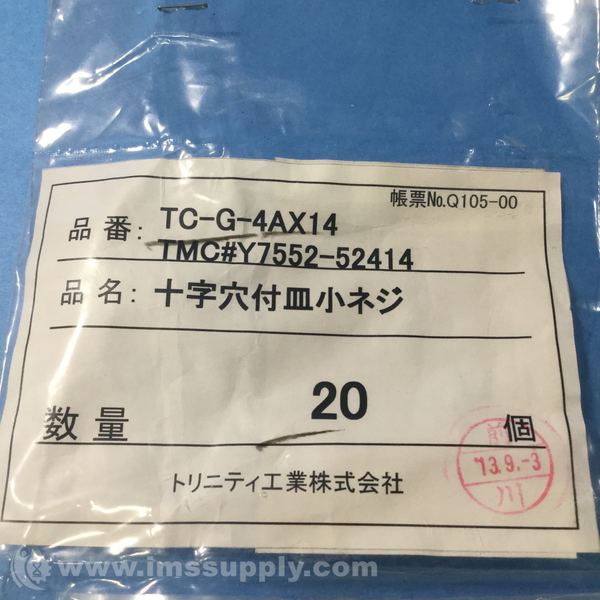 帳票No.Q105-00
品番: TC-G-4AX14
TMC#Y7552-52414
品名: 十字穴付皿小ネジ
数量 20 個
前
'13.9.-3
川
トリニティ工業株式会社
www.imssupply.com